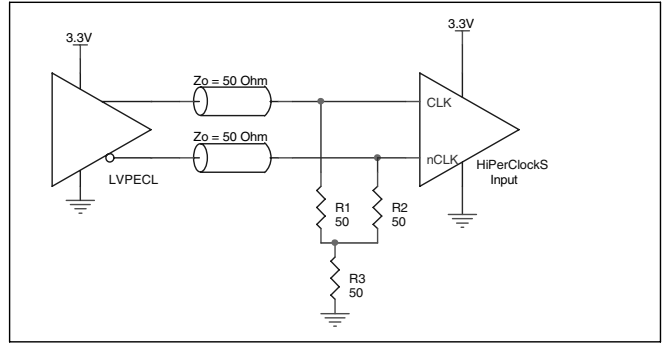 3.3V
3.3V
Zo = 50 Ohm
CLK
Zo = 50 Ohm
nCLK
HiPerClockS
Input
LVPECL
R1
50
R2
50
R3
50